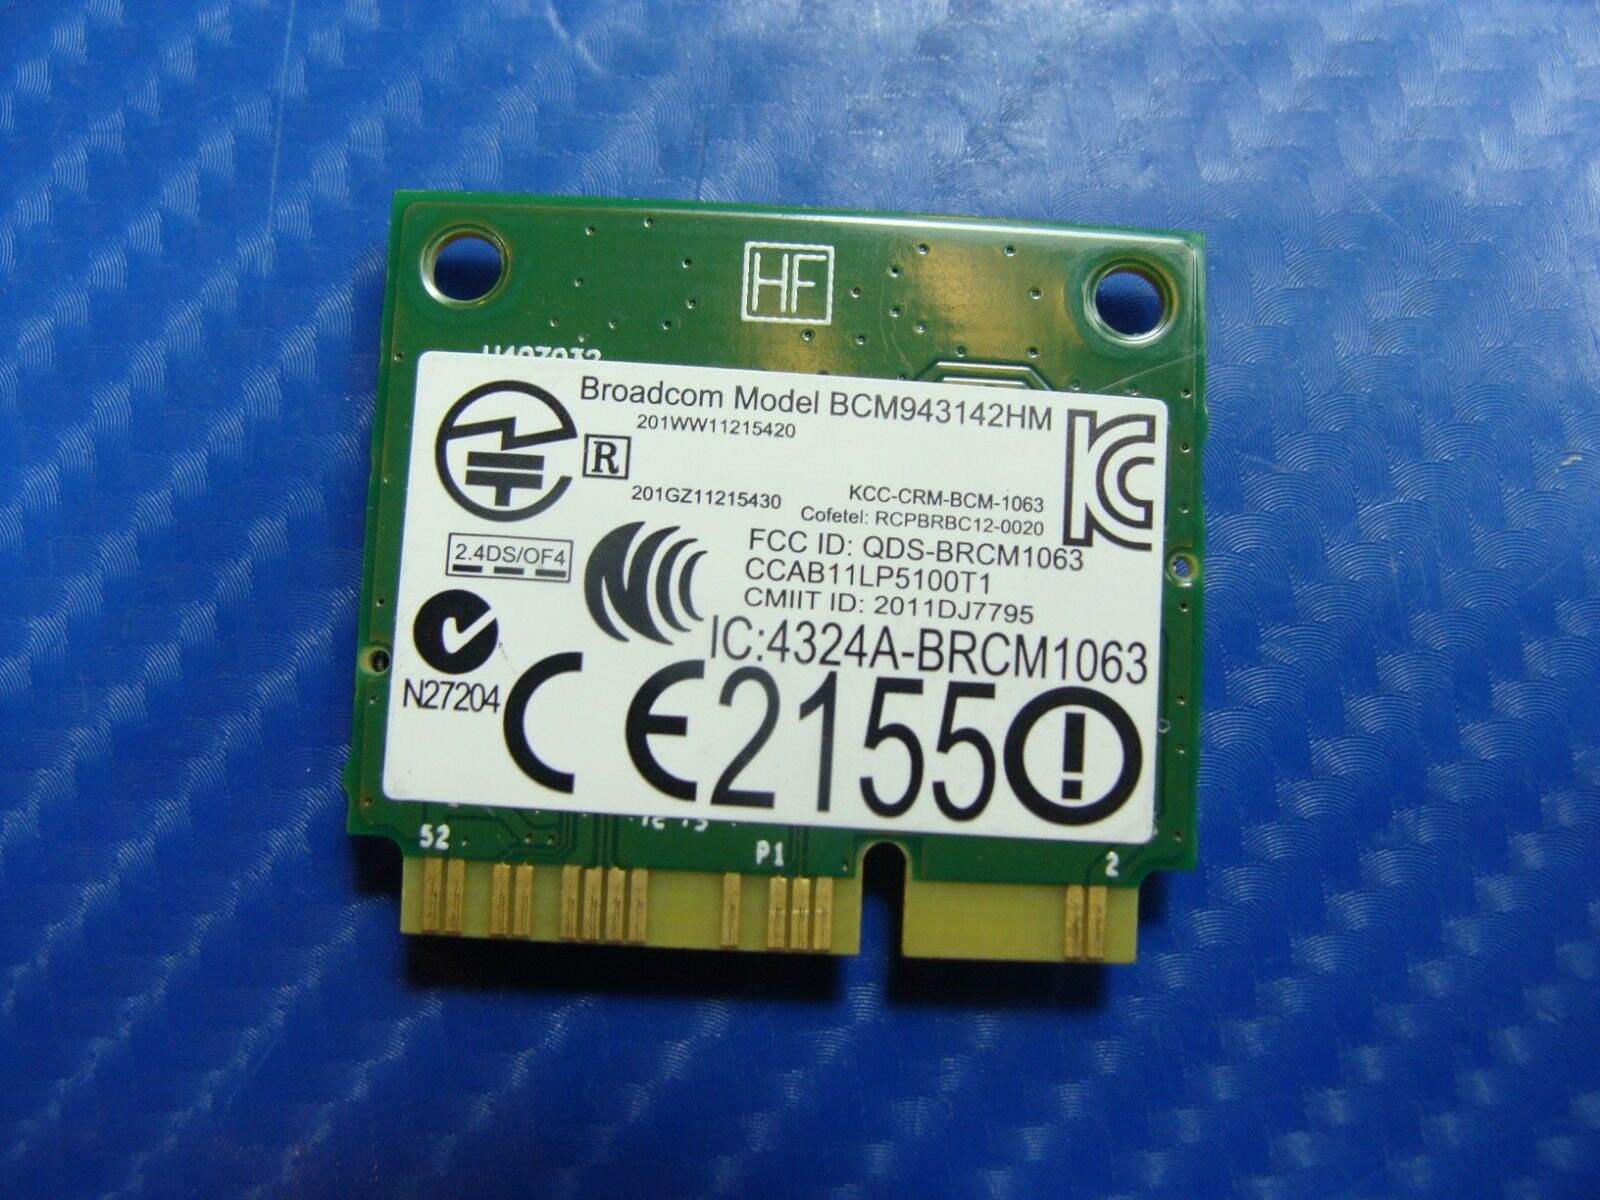 HF
Broadcom Model BCM943142HM
201WW11215420
R
201GZ11215430
KCC-CRM-BCM-1063
Cofetel: RCPBRBC12-0020
2.4DS/OF4
FCC ID: QDS-BRCM1063
CCAB11LP5100T1
CMIIT ID: 2011DJ7795
IC:4324A-BRCM1063
N27204
CE2155
52
P1
2